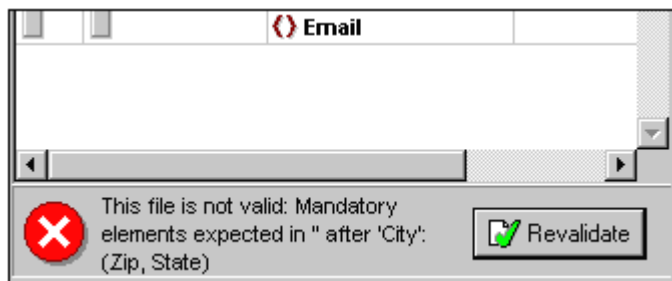 () Email
This file is not valid: Mandatory
elements expected in '' after 'City':
(Zip, State)
Revalidate